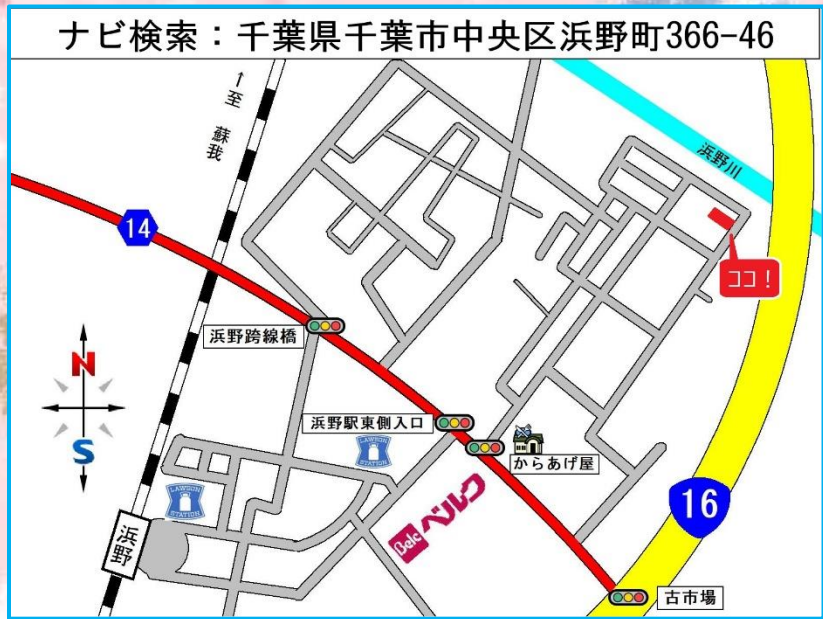 ナビ検索：千葉県千葉市中央区浜野町366-46
↑至 蘇我
浜野川
14
ココ！
浜野跨線橋
N
S
浜野駅東側入口
LAWSON
STATION
からあげ屋
LAWSON
STATION
Belc ベルク
16
浜野
古市場